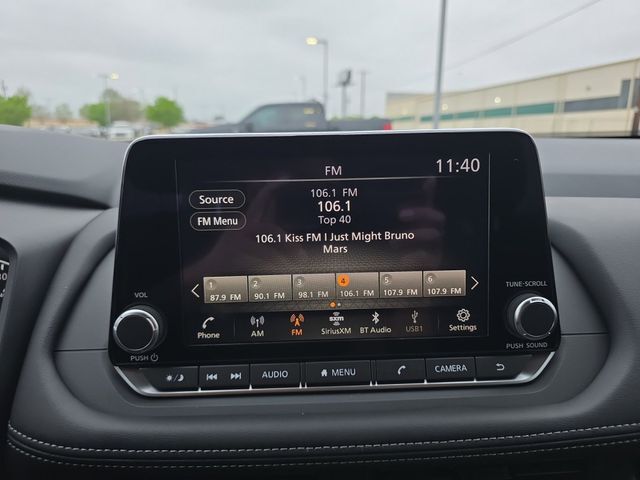 FM 11:40
Source
FM Menu
106.1 FM
106.1
Top 40
106.1 Kiss FM I Just Might Bruno
Mars
1 2 3 4 5 6
87.9 FM 90.1 FM 98.1 FM 106.1 FM 107.9 FM 107.9 FM
Phone AM FM sxm SiriusXM BT Audio USB1 Settings
VOL
PUSH
TUNE·SCROLL
PUSH SOUND
AUDIO MENU CAMERA